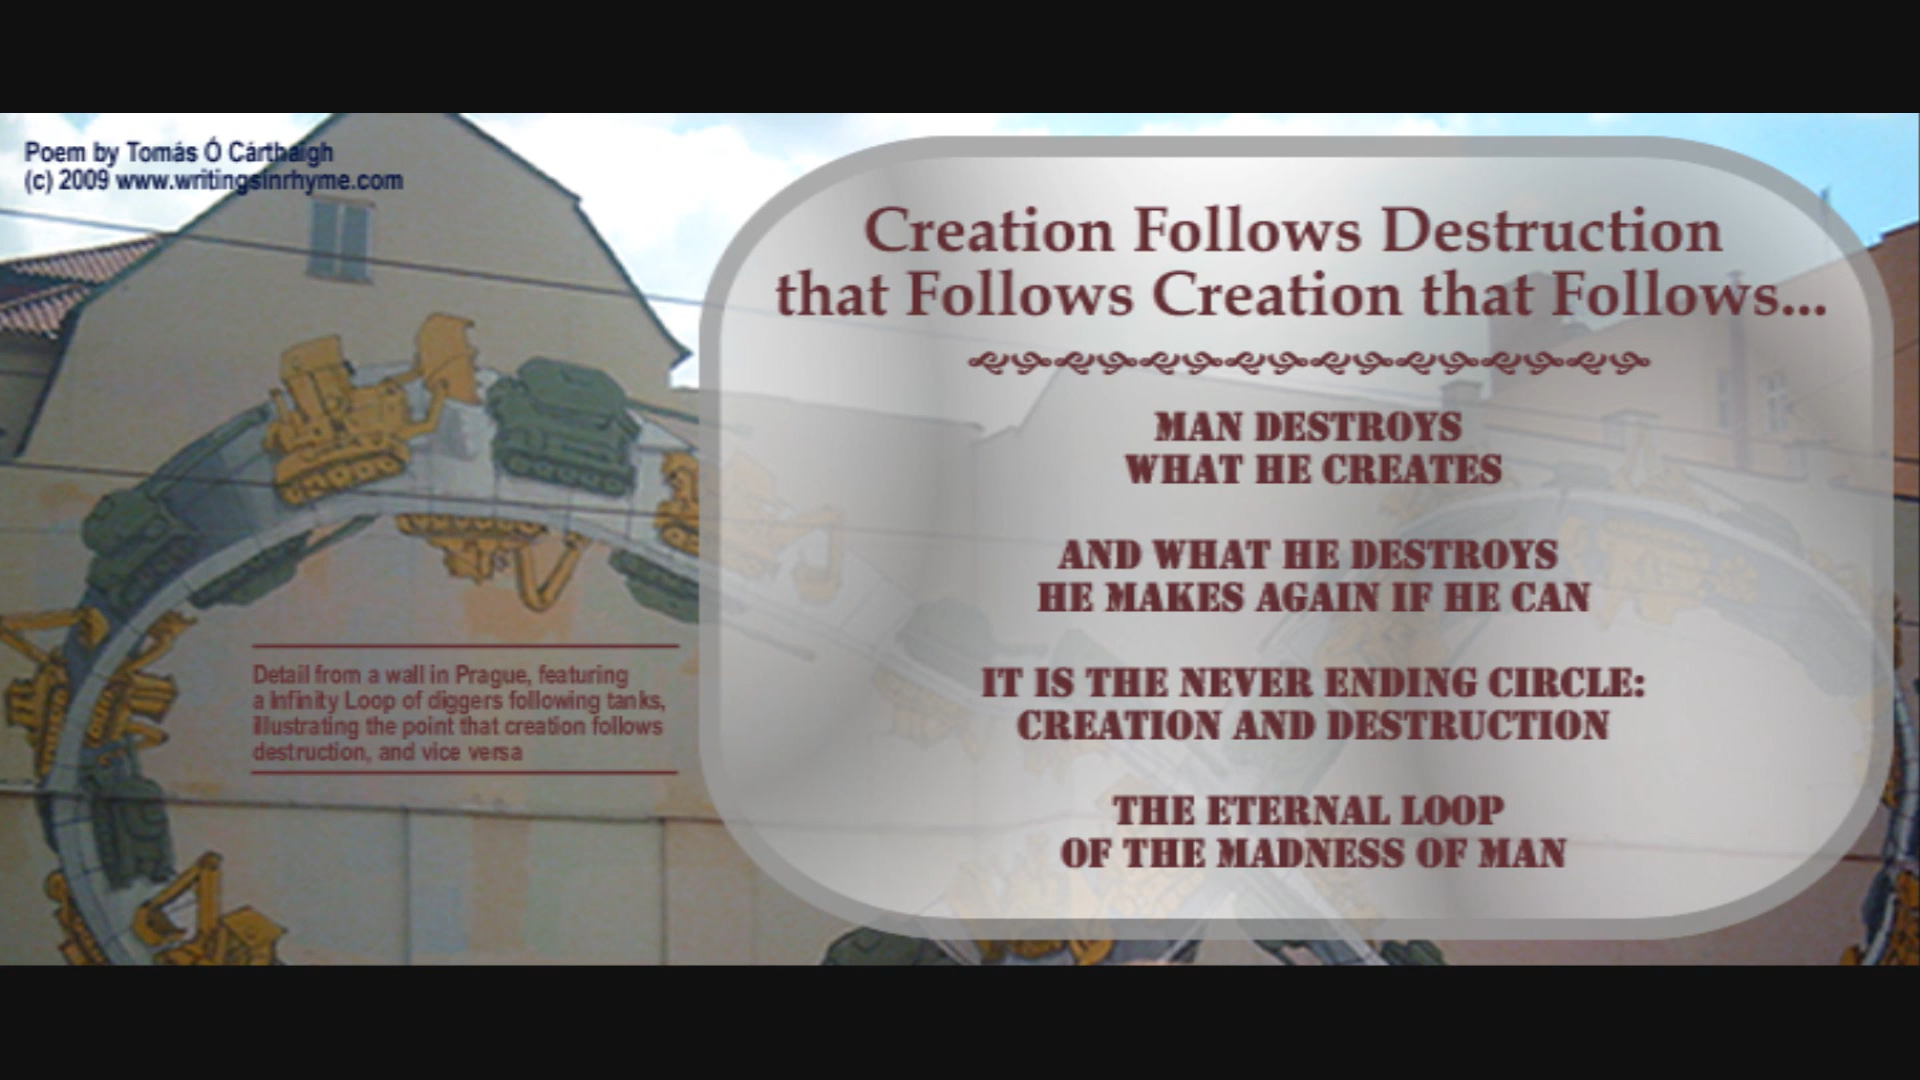 Poem by Tomás Ó Cárthaigh
(c) 2009 www.writingsinrhyme.com
Creation Follows Destruction
that Follows Creation that Follows...
MAN DESTROYS
WHAT HE CREATES
AND WHAT HE DESTROYS
HE MAKES AGAIN IF HE CAN
IT IS THE NEVER ENDING CIRCLE:
CREATION AND DESTRUCTION
THE ETERNAL LOOP
OF THE MADNESS OF MAN
Detail from a wall in Prague, featuring
a Infinity Loop of diggers following tanks,
illustrating the point that creation follows
destruction, and vice versa